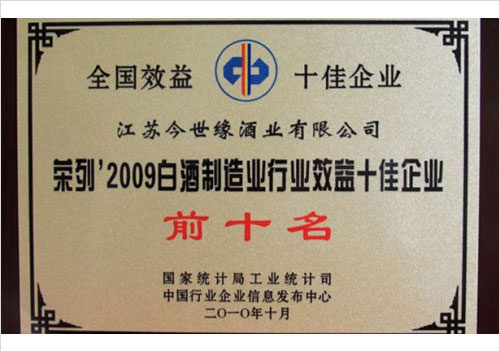 全国效益 十佳企业
江苏今世缘酒业有限公司
荣列'2009白酒制造业行业效益十佳企业
前十名
国家统计局工业统计司
中国行业企业信息发布中心
二〇一〇年十月